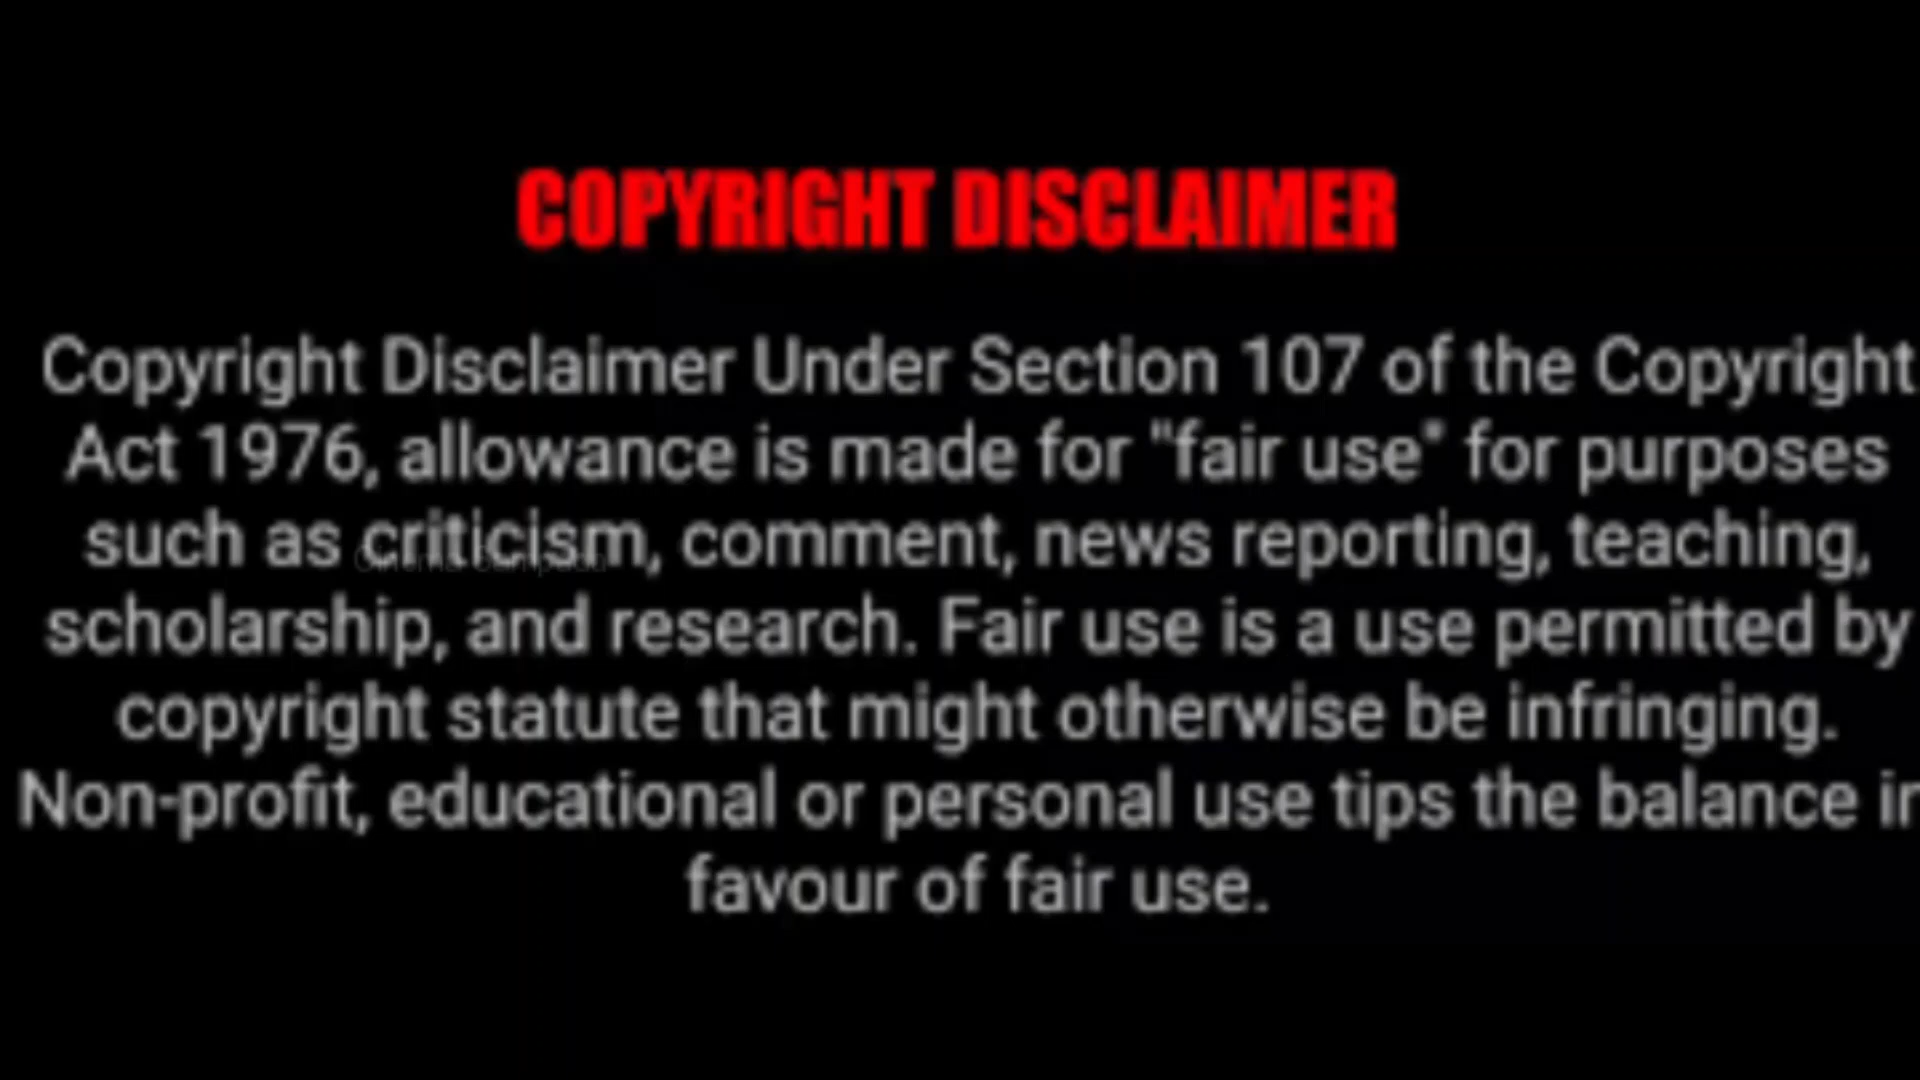 COPYRIGHT DISCLAIMER
Copyright Disclaimer Under Section 107 of the Copyright
Act 1976, allowance is made for "fair use" for purposes
such as criticism, comment, news reporting, teaching,
scholarship, and research. Fair use is a use permitted by
copyright statute that might otherwise be infringing.
Non-profit, educational or personal use tips the balance in
favour of fair use.